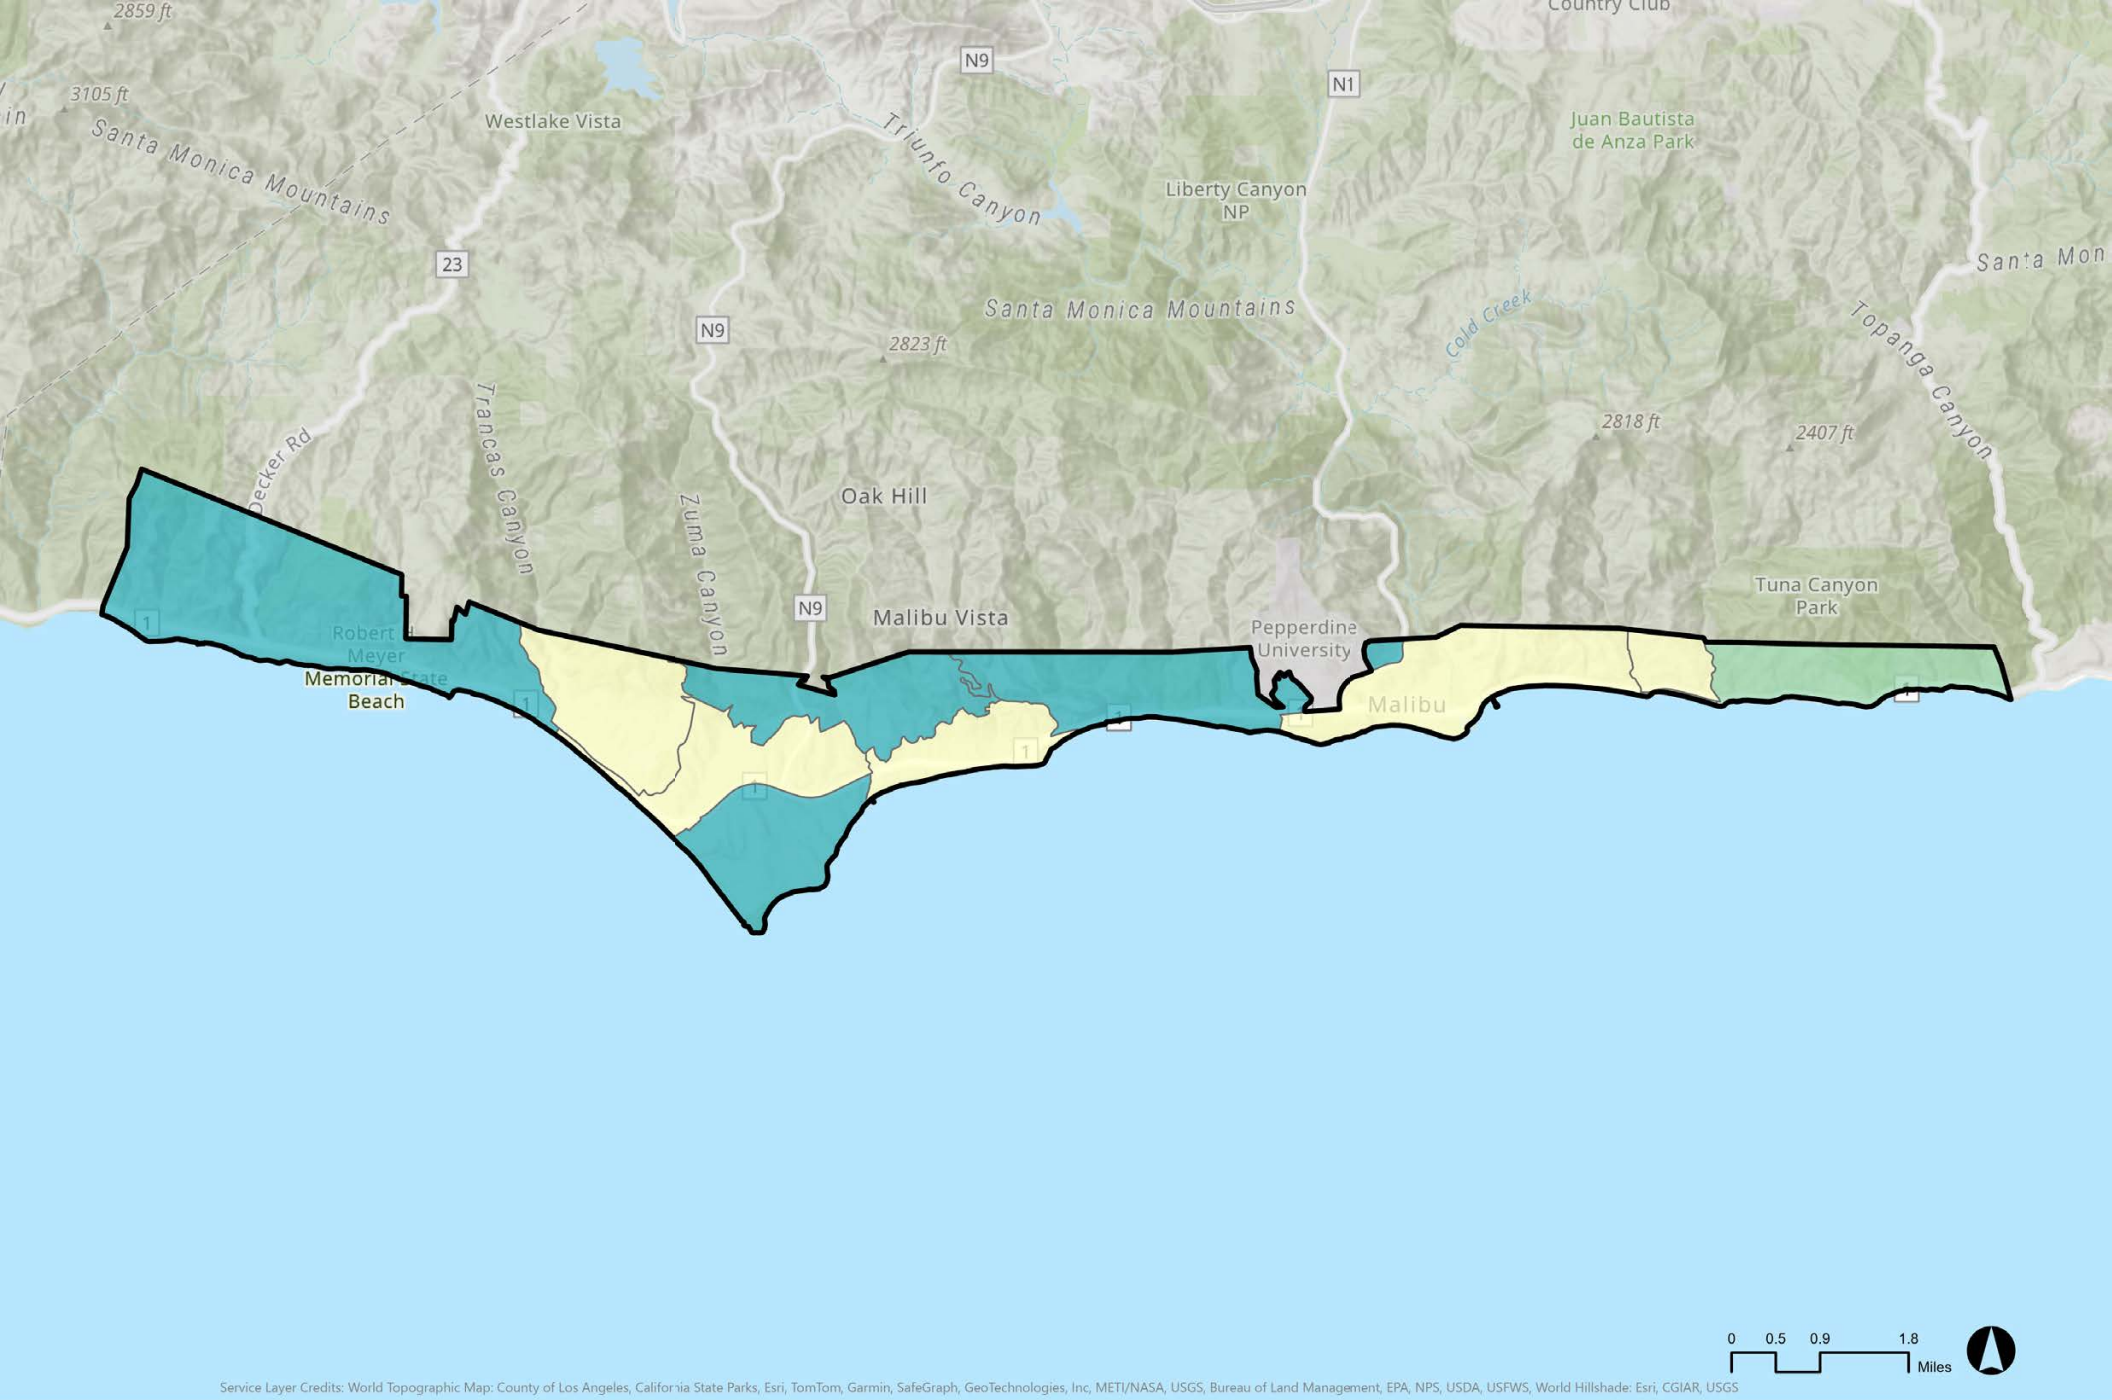 2859 ft
Country Club
N9
N1
3105 ft
Santa Monica Mountains
Westlake Vista
Triunfo Canyon
Juan Bautista
de Anza Park
Liberty Canyon
NP
23
Santa Mon
Santa Monica Mountains
Cold Creek
N9
2823 ft
Topanga Canyon
2818 ft
2407 ft
Decker Rd
Trancas Canyon
Zuma Canyon
Oak Hill
Tuna Canyon
Park
N9
Malibu Vista
1
Pepperdine
University
Robert H
Meyer
Memorial State
Beach
1
1
1
Malibu
1
1
1
0 0.5 0.9 1.8
Miles
Service Layer Credits: World Topographic Map: County of Los Angeles, California State Parks, Esri, TomTom, Garmin, SafeGraph, GeoTechnologies, Inc, METI/NASA, USGS, Bureau of Land Management, EPA, NPS, USDA, USFWS, World Hillshade: Esri, CGIAR, USGS